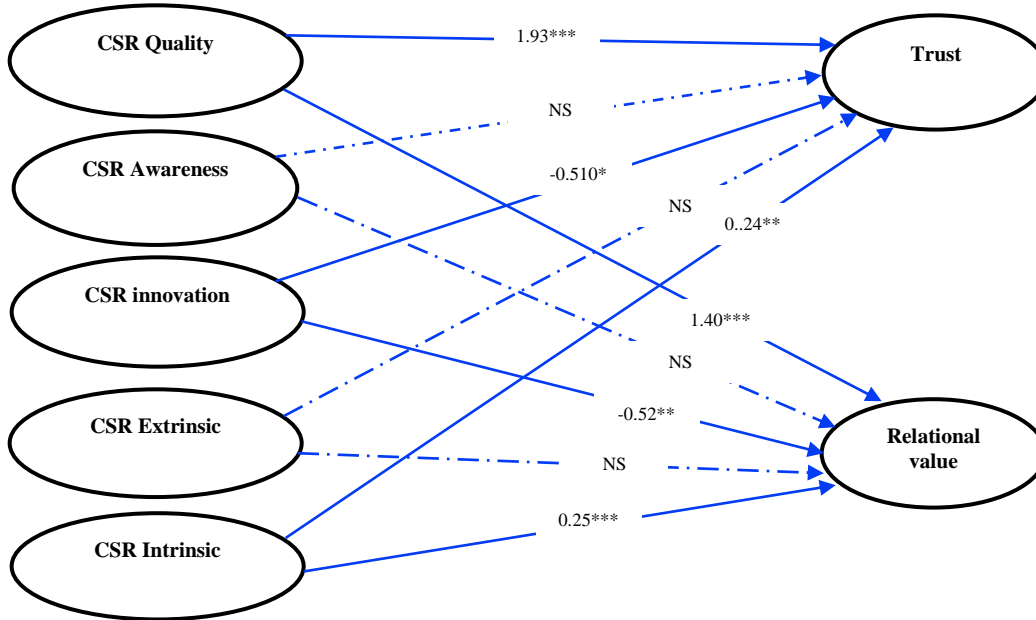 CSR Quality
1.93***
Trust
NS
CSR Awareness
-0.510*
NS
0..24**
CSR innovation
1.40***
NS
CSR Extrinsic
-0.52**
Relational
value
NS
0.25***
CSR Intrinsic